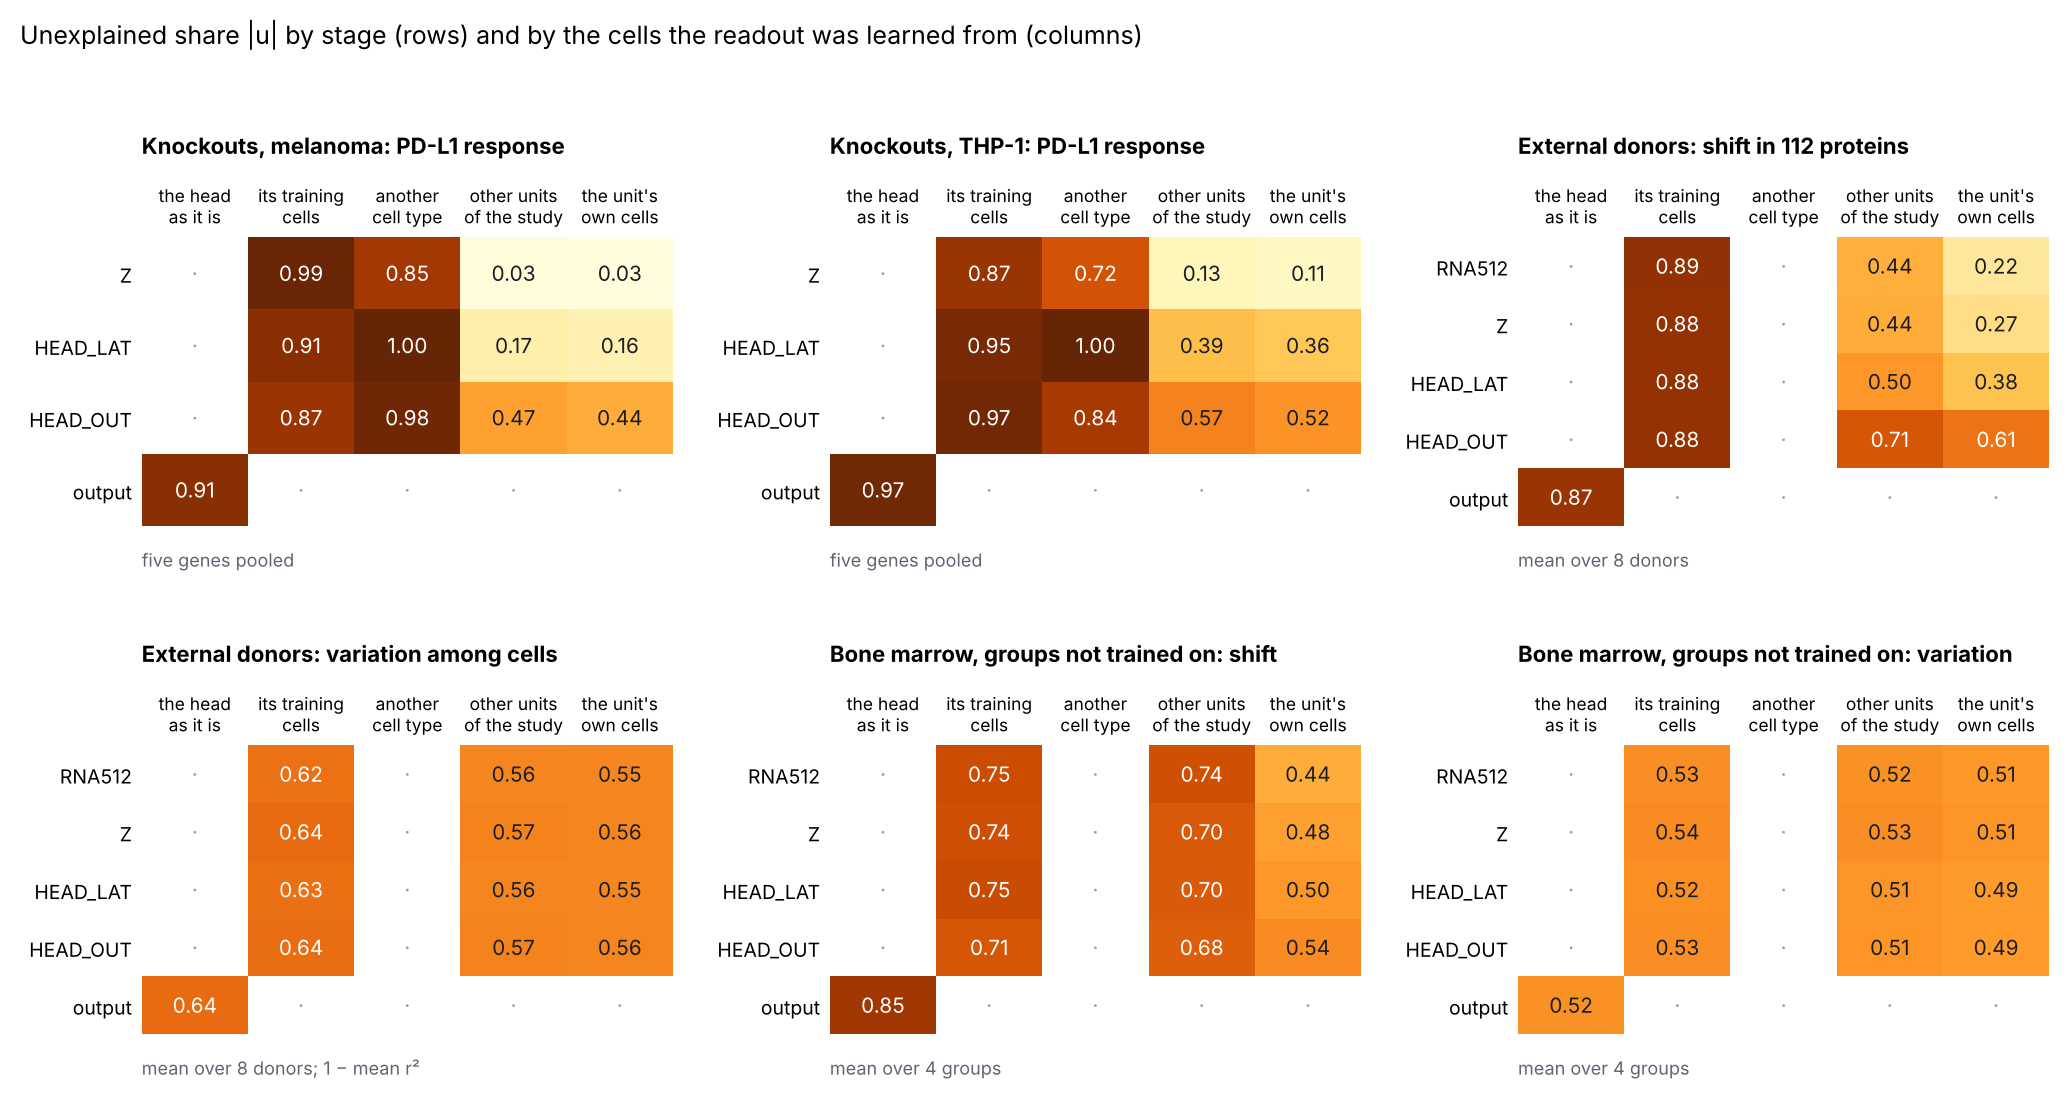 Unexplained share |u| by stage (rows) and by the cells the readout was learned from (columns)
Knockouts, melanoma: PD-L1 response
the head as it is
its training cells
another cell type
other units of the study
the unit's own cells
Z · 0.99 0.85 0.03 0.03
HEAD_LAT · 0.91 1.00 0.17 0.16
HEAD_OUT · 0.87 0.98 0.47 0.44
output 0.91 · · · ·
five genes pooled
Knockouts, THP-1: PD-L1 response
the head as it is
its training cells
another cell type
other units of the study
the unit's own cells
Z · 0.87 0.72 0.13 0.11
HEAD_LAT · 0.95 1.00 0.39 0.36
HEAD_OUT · 0.97 0.84 0.57 0.52
output 0.97 · · · ·
five genes pooled
External donors: shift in 112 proteins
the head as it is
its training cells
another cell type
other units of the study
the unit's own cells
RNA512 · 0.89 · 0.44 0.22
Z · 0.88 · 0.44 0.27
HEAD_LAT · 0.88 · 0.50 0.38
HEAD_OUT · 0.88 · 0.71 0.61
output 0.87 · · · ·
mean over 8 donors
External donors: variation among cells
the head as it is
its training cells
another cell type
other units of the study
the unit's own cells
RNA512 · 0.62 · 0.56 0.55
Z · 0.64 · 0.57 0.56
HEAD_LAT · 0.63 · 0.56 0.55
HEAD_OUT · 0.64 · 0.57 0.56
output 0.64 · · · ·
mean over 8 donors; 1 − mean r²
Bone marrow, groups not trained on: shift
the head as it is
its training cells
another cell type
other units of the study
the unit's own cells
RNA512 · 0.75 · 0.74 0.44
Z · 0.74 · 0.70 0.48
HEAD_LAT · 0.75 · 0.70 0.50
HEAD_OUT · 0.71 · 0.68 0.54
output 0.85 · · · ·
mean over 4 groups
Bone marrow, groups not trained on: variation
the head as it is
its training cells
another cell type
other units of the study
the unit's own cells
RNA512 · 0.53 · 0.52 0.51
Z · 0.54 · 0.53 0.51
HEAD_LAT · 0.52 · 0.51 0.49
HEAD_OUT · 0.53 · 0.51 0.49
output 0.52 · · · ·
mean over 4 groups